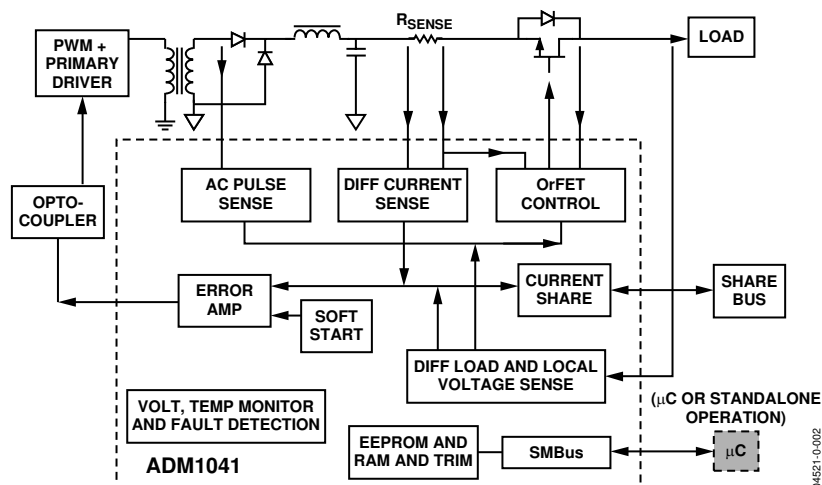 RSENSE
PWM +
PRIMARY
DRIVER
LOAD
AC PULSE
SENSE
DIFF CURRENT
SENSE
OrFET
CONTROL
OPTO-
COUPLER
ERROR
AMP
SOFT
START
CURRENT
SHARE
SHARE
BUS
DIFF LOAD AND LOCAL
VOLTAGE SENSE
VOLT, TEMP MONITOR
AND FAULT DETECTION
(μC OR STANDALONE
OPERATION)
EEPROM AND
RAM AND TRIM
SMBus
μC
ADM1041
04521-0-002